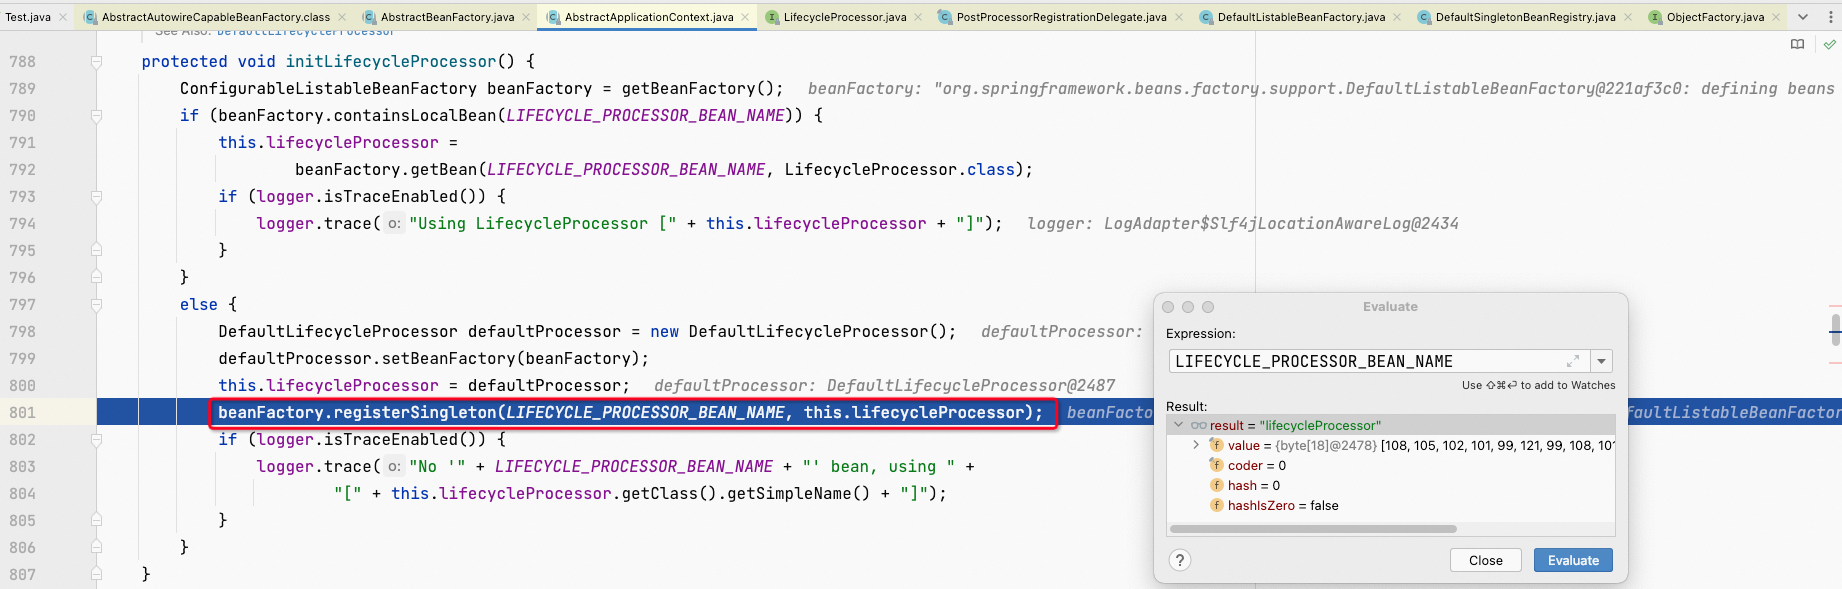 Test.java AbstractAutowireCapableBeanFactory.class AbstractBeanFactory.java AbstractApplicationContext.java LifecycleProcessor.java PostProcessorRegistrationDelegate.java DefaultListableBeanFactory.java DefaultSingletonBeanRegistry.java ObjectFactory.java
See Also: DefaultLifecycleProcessor
788 protected void initLifecycleProcessor() {
789 ConfigurableListableBeanFactory beanFactory = getBeanFactory(); beanFactory: "org.springframework.beans.factory.support.DefaultListableBeanFactory@221af3c0: defining beans
790 if (beanFactory.containsLocalBean(LIFECYCLE_PROCESSOR_BEAN_NAME)) {
791 this.lifecycleProcessor =
792 beanFactory.getBean(LIFECYCLE_PROCESSOR_BEAN_NAME, LifecycleProcessor.class);
793 if (logger.isTraceEnabled()) {
794 logger.trace( o: "Using LifecycleProcessor [" + this.lifecycleProcessor + "]"); logger: LogAdapter$Slf4jLocationAwareLog@2434
795 }
796 }
797 else {
798 DefaultLifecycleProcessor defaultProcessor = new DefaultLifecycleProcessor(); defaultProcessor:
799 defaultProcessor.setBeanFactory(beanFactory);
800 this.lifecycleProcessor = defaultProcessor; defaultProcessor: DefaultLifecycleProcessor@2487
801 beanFactory.registerSingleton(LIFECYCLE_PROCESSOR_BEAN_NAME, this.lifecycleProcessor); beanFacto faultListableBeanFactor
802 if (logger.isTraceEnabled()) {
803 logger.trace( o: "No '" + LIFECYCLE_PROCESSOR_BEAN_NAME + "' bean, using " +
804 "[" + this.lifecycleProcessor.getClass().getSimpleName() + "]");
805 }
806 }
807 }
Evaluate
Expression:
LIFECYCLE_PROCESSOR_BEAN_NAME
Use ⇧⌘⏎ to add to Watches
Result:
result = "lifecycleProcessor"
f value = {byte[18]@2478} [108, 105, 102, 101, 99, 121, 99, 108, 101
f coder = 0
f hash = 0
f hashIsZero = false
? Close Evaluate